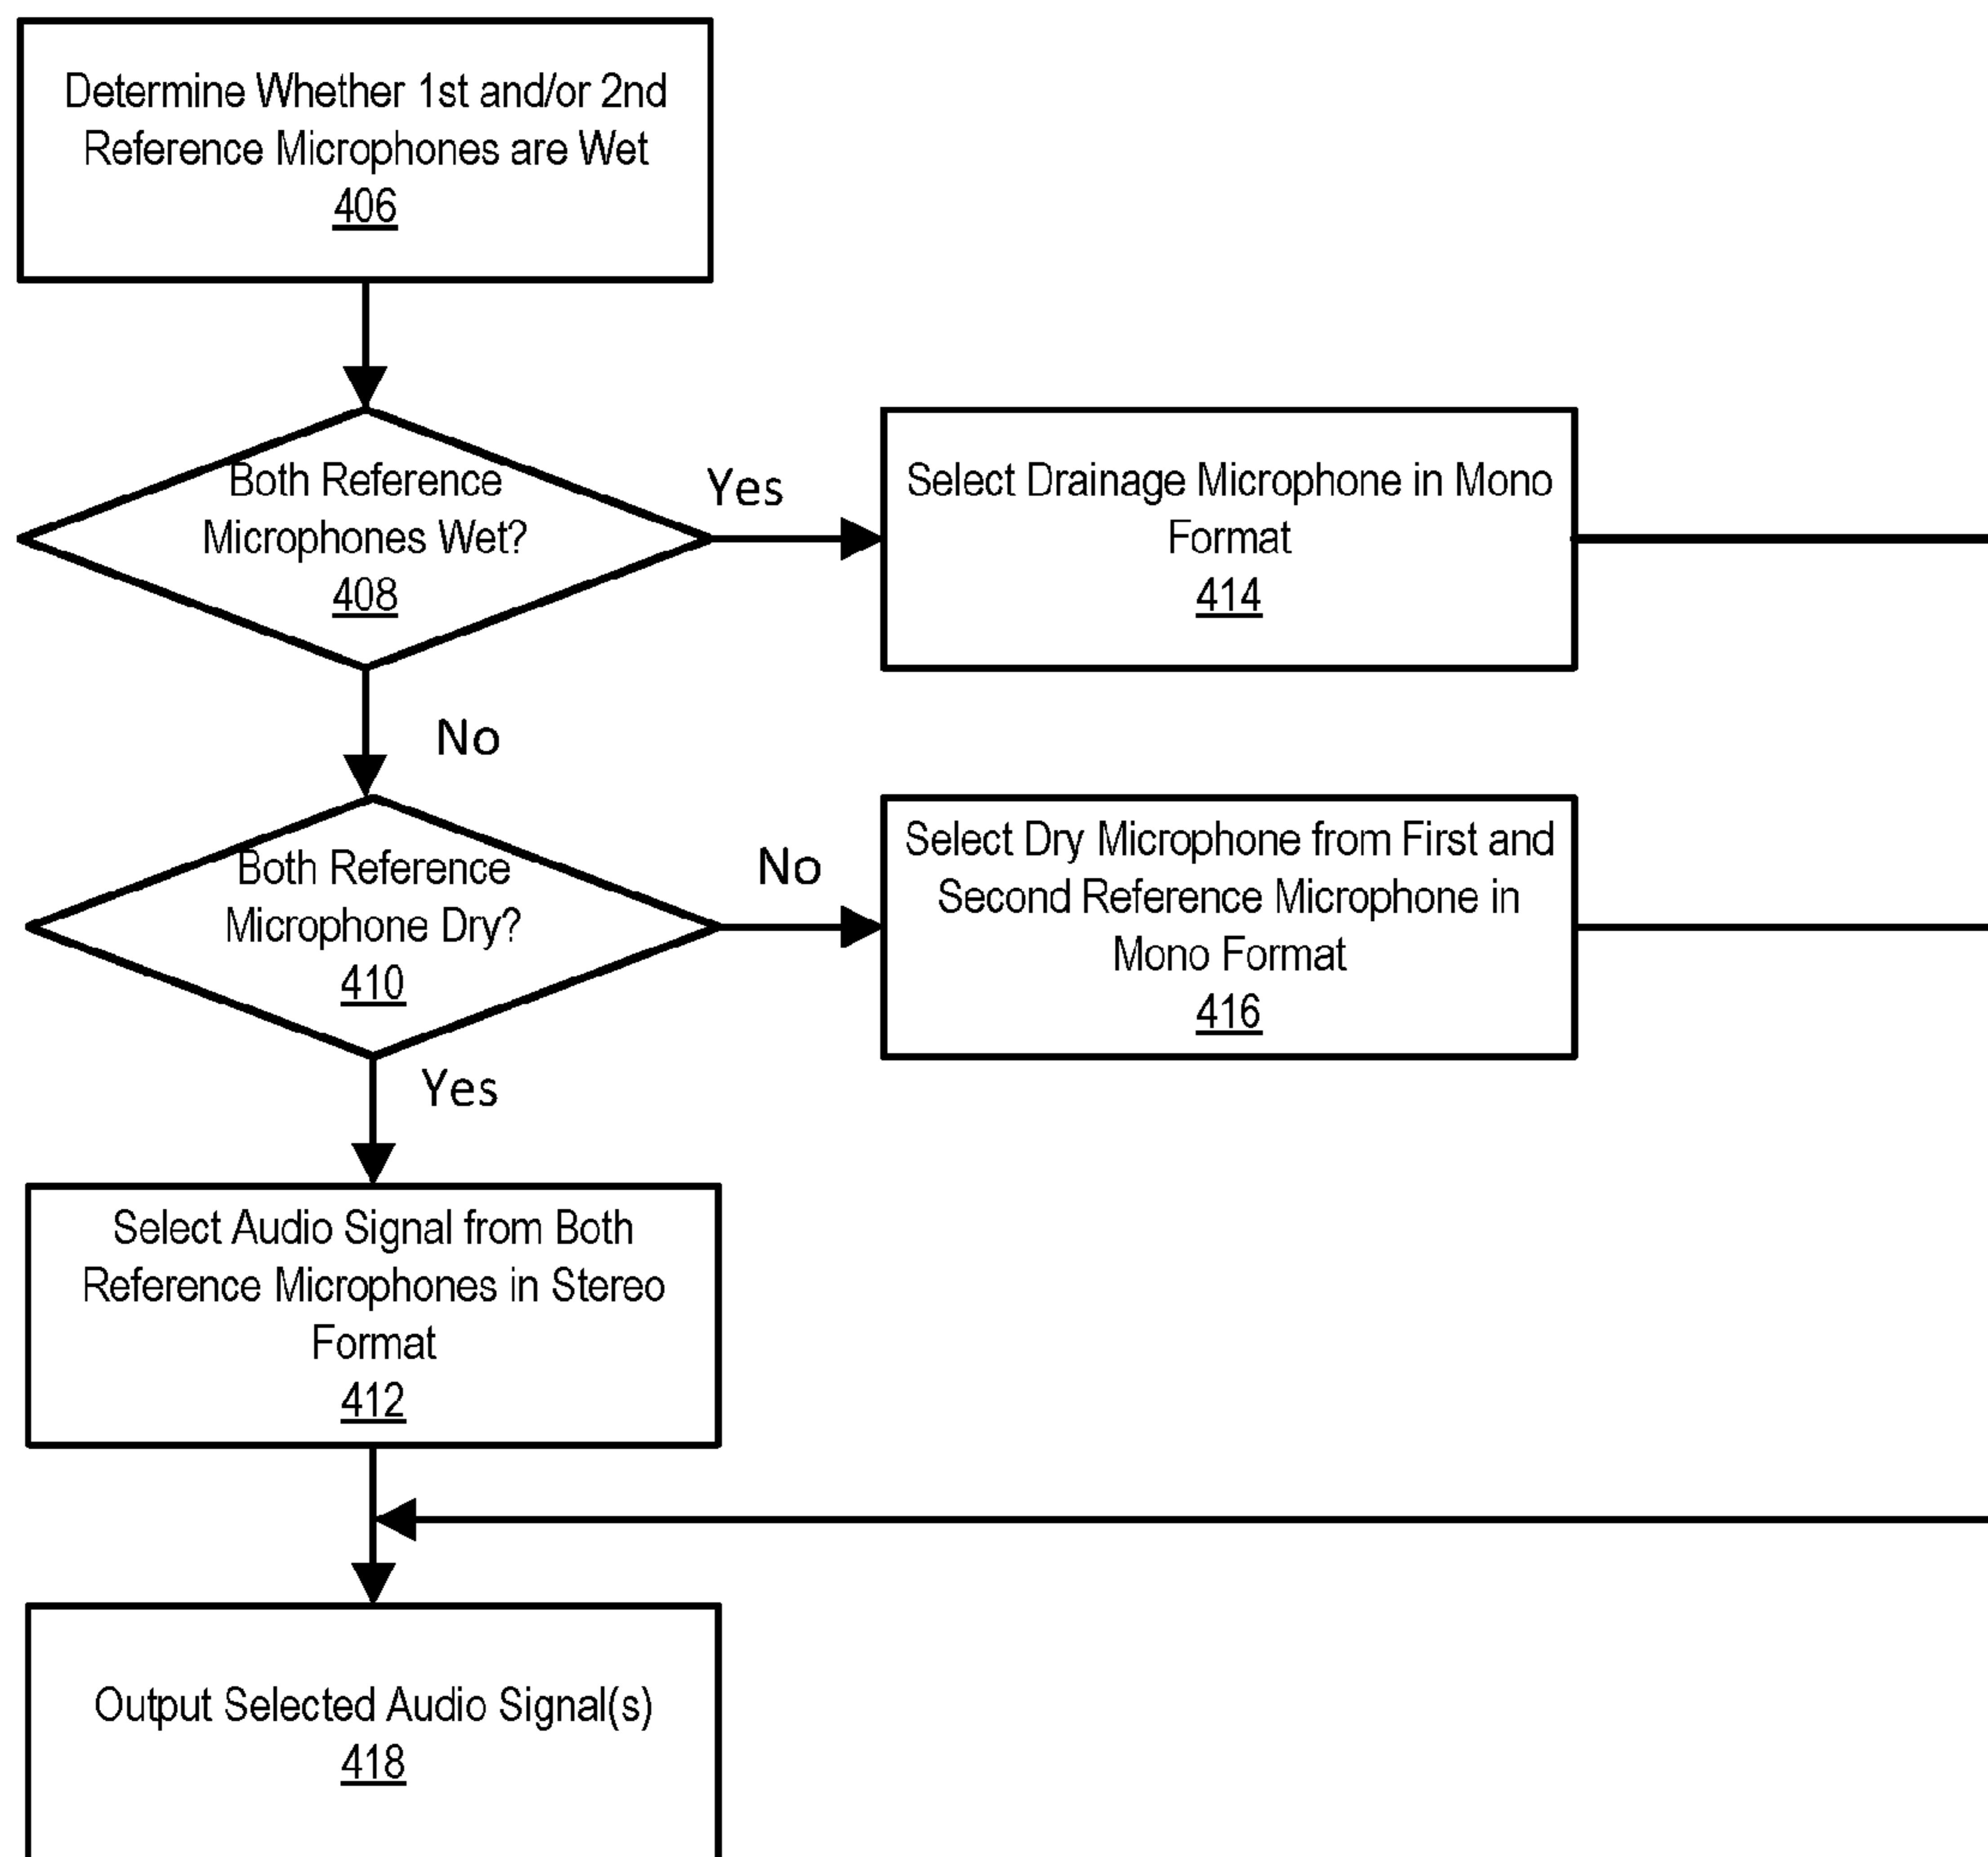 Determine Whether 1st and/or 2nd
Reference Microphones are Wet
406
Both Reference
Microphones Wet?
408
Yes
Select Drainage Microphone in Mono
Format
414
No
Both Reference
Microphone Dry?
410
No
Select Dry Microphone from First and
Second Reference Microphone in
Mono Format
416
Yes
Select Audio Signal from Both
Reference Microphones in Stereo
Format
412
Output Selected Audio Signal(s)
418